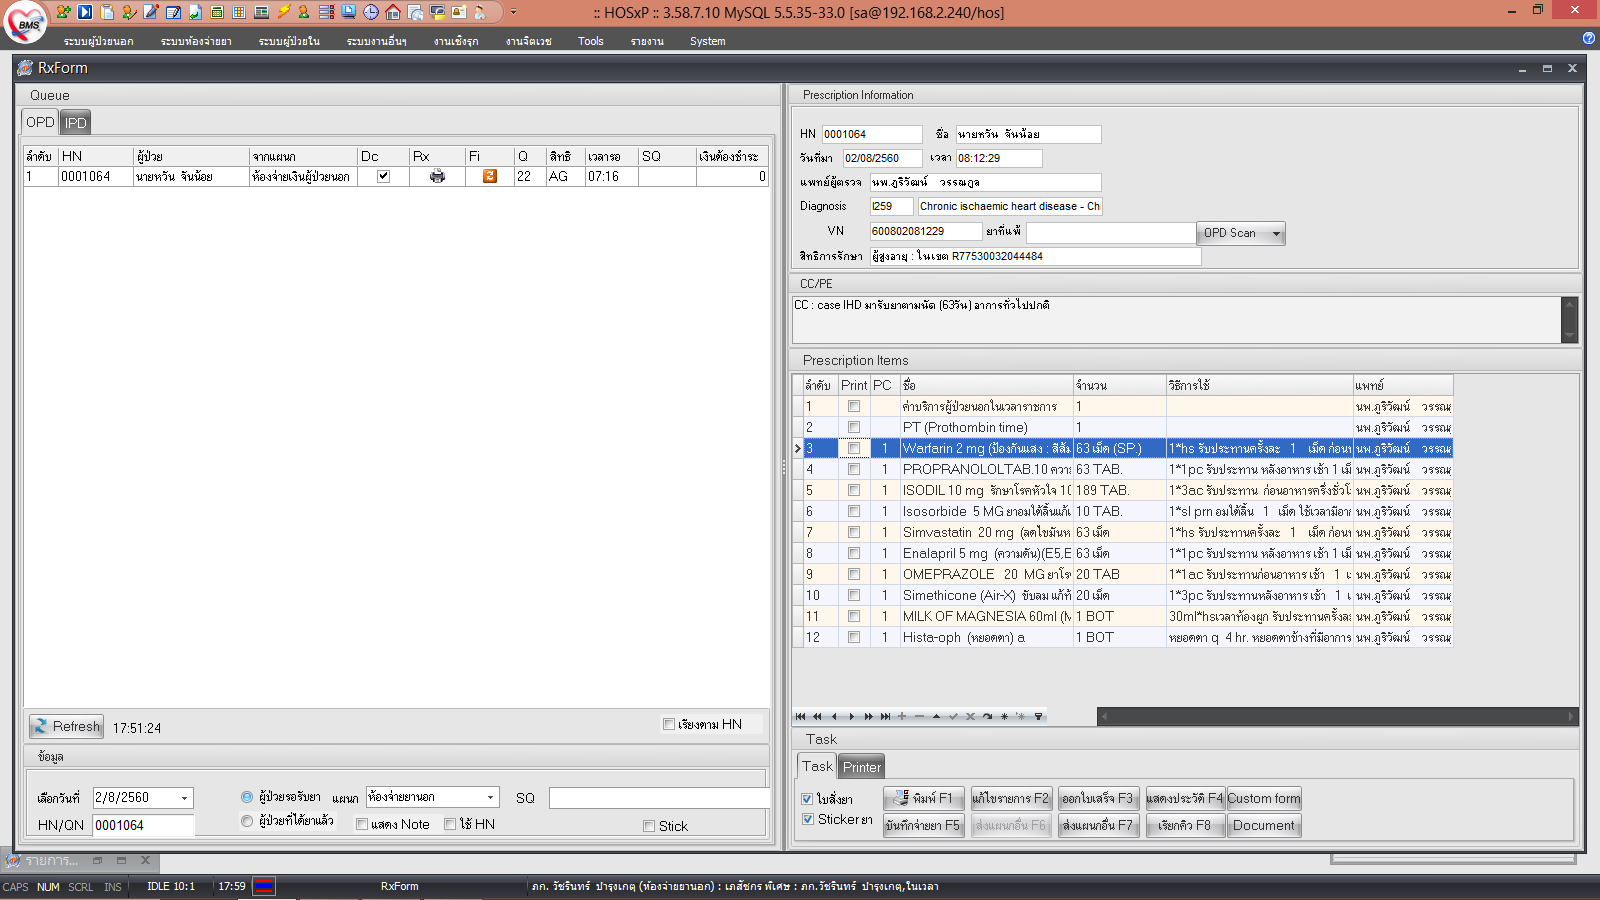 BMS
:: HOSxP :: 3.58.7.10 MySQL 5.5.35-33.0 [sa@192.168.2.240/hos]
ระบบผู้ป่วยนอก ระบบห้องจ่ายยา ระบบผู้ป่วยใน ระบบงานอื่นๆ งานเชิงรุก งานจิตเวช Tools รายงาน System
RxForm
Queue
OPD IPD
ลำดับ HN ผู้ป่วย จากแผนก Dc Rx Fi Q สิทธิ เวลารอ SQ เงินต้องชำระ
1 0001064 นายหวัน จันน้อย ห้องจ่ายเงินผู้ป่วยนอก 22 AG 07:16 0
Refresh 17:51:24 เรียงตาม HN
ข้อมูล
เลือกวันที่ 2/8/2560 ผู้ป่วยรอรับยา แผนก ห้องจ่ายยานอก SQ
HN/QN 0001064 ผู้ป่วยที่ได้ยาแล้ว แสดง Note ใช้ HN Stick
Prescription Information
HN 0001064 ชื่อ นายหวัน จันน้อย
วันที่มา 02/08/2560 เวลา 08:12:29
แพทย์ผู้ตรวจ นพ.ภูริวัฒน์ วรรณกูล
Diagnosis I259 Chronic ischaemic heart disease - Ch
VN 600802081229 ยาที่แพ้ OPD Scan
สิทธิการรักษา ผู้สูงอายุ : ในเขต R77530032044484
CC/PE
CC : case IHD มารับยาตามนัด (63วัน) อาการทั่วไปปกติ
Prescription Items
ลำดับ Print PC ชื่อ จำนวน วิธีการใช้ แพทย์
1 ค่าบริการผู้ป่วยนอกในเวลาราชการ 1 นพ.ภูริวัฒน์ วรรณ
2 PT (Prothombin time) 1 นพ.ภูริวัฒน์ วรรณ
3 1 Warfarin 2 mg (ป้องกันแสง : สีส้ม 63 เม็ด (SP.) 1*hs รับประทานครั้งละ 1 เม็ด ก่อน นพ.ภูริวัฒน์ วรรณ
4 1 PROPRANOLOLTAB.10 ความ 63 TAB. 1*1pc รับประทาน หลังอาหาร เช้า 1 เม็ นพ.ภูริวัฒน์ วรรณ
5 1 ISODIL 10 mg รักษาโรคหัวใจ 10 189 TAB. 1*3ac รับประทาน ก่อนอาหารครึ่งชั่วโ นพ.ภูริวัฒน์ วรรณ
6 1 Isosorbide 5 MG ยาอมใต้ลิ้นแก้เ 10 TAB. 1*sl prn อมใต้ลิ้น 1 เม็ด ใช้เวลามีอา นพ.ภูริวัฒน์ วรรณ
7 1 Simvastatin 20 mg (ลดไขมันห 63 เม็ด 1*hs รับประทานครั้งละ 1 เม็ด ก่อน นพ.ภูริวัฒน์ วรรณ
8 1 Enalapril 5 mg (ความดัน)(E5,E 63 เม็ด 1*1pc รับประทาน หลังอาหาร เช้า 1 เม็ นพ.ภูริวัฒน์ วรรณ
9 1 OMEPRAZOLE 20 MG ยาโร 20 TAB 1*1ac รับประทานก่อนอาหาร เช้า 1 เ นพ.ภูริวัฒน์ วรรณ
10 1 Simethicone (Air-X) ขับลม แก้ท้ 20 เม็ด 1*3pc รับประทานหลังอาหาร เช้า 1 เ นพ.ภูริวัฒน์ วรรณ
11 1 MILK OF MAGNESIA 60ml (M 1 BOT 30ml*hsเวลาท้องผูก รับประทานครั้งละ นพ.ภูริวัฒน์ วรรณ
12 1 Hista-oph (หยอดตา) a 1 BOT หยอดตา q 4 hr. หยอดตาข้างที่มีอาการ นพ.ภูริวัฒน์ วรรณ
Task
Task Printer
ใบสั่งยา พิมพ์ F1 แก้ไขรายการ F2 ออกใบเสร็จ F3 แสดงประวัติ F4 Custom form
Sticker ยา บันทึกจ่ายยา F5 ส่งแผนกอื่น F6 ส่งแผนกอื่น F7 เรียกคิว F8 Document
รายการ...
CAPS NUM SCRL INS IDLE 10:1 17:59 RxForm ภก. วัชรินทร์ ปารุงเกตุ (ห้องจ่ายยานอก) : เภสัชกร พิเศษ : ภก.วัชรินทร์ ปารุงเกตุ,ในเวลา